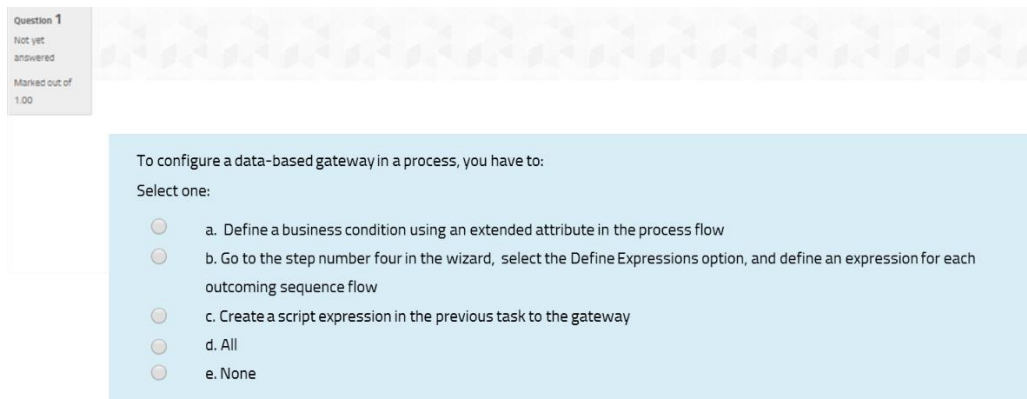 Question 1
Not yet
answered
Marked out of
1.00
To configure a data-based gateway in a process, you have to:
Select one:
a. Define a business condition using an extended attribute in the process flow
b. Go to the step number four in the wizard, select the Define Expressions option, and define an expression for each
outcoming sequence flow
c. Create a script expression in the previous task to the gateway
d. All
e. None